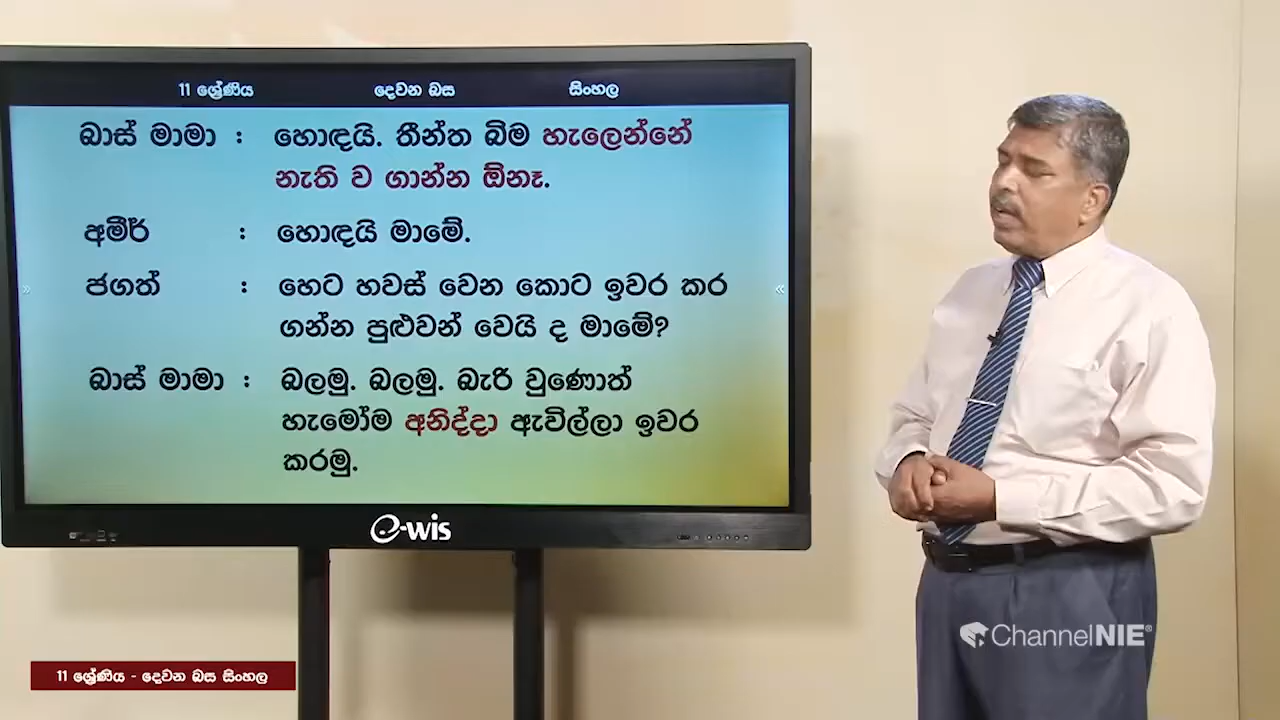 11 ශ්‍රේණිය දෙවන බස සිංහල
බාස් මාමා : හොඳයි. තීන්ත බිම හැලෙන්නේ
නැති ව ගාන්න ඕනෑ.
අමීර් : හොඳයි මාමේ.
ජගත් : හෙට හවස් වෙන කොට ඉවර කර
ගන්න පුළුවන් වෙයි ද මාමේ?
බාස් මාමා : බලමු. බලමු. බැරි වුණොත්
හැමෝම අනිද්දා ඇවිල්ලා ඉවර
කරමු.
e-wis
ChannelNIE®
11 ශ්‍රේණිය - දෙවන බස සිංහල